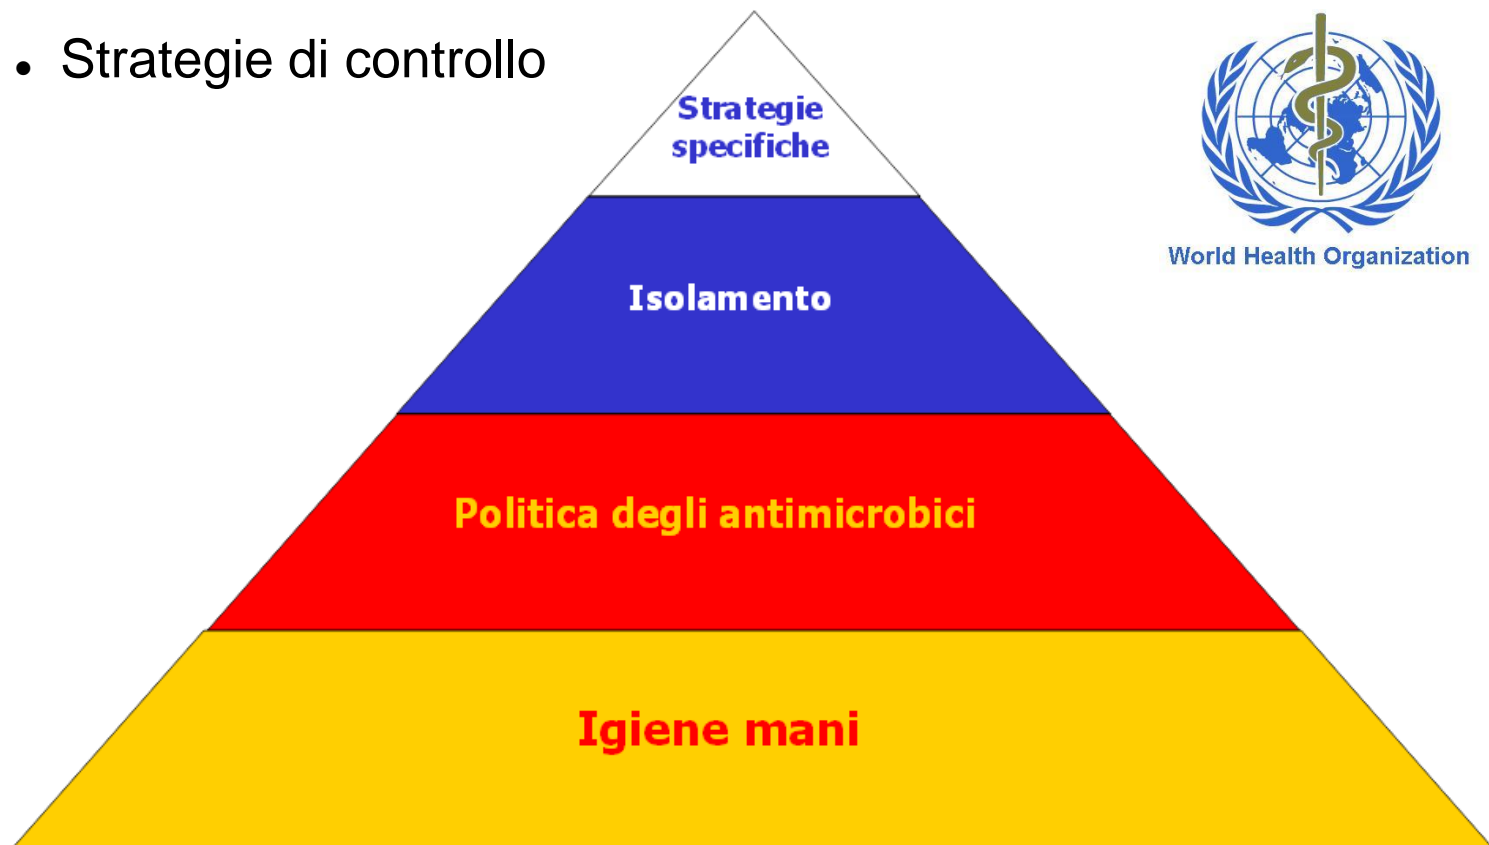 • Strategie di controllo
Strategie
specifiche
World Health Organization
Isolamento
Politica degli antimicrobici
Igiene mani